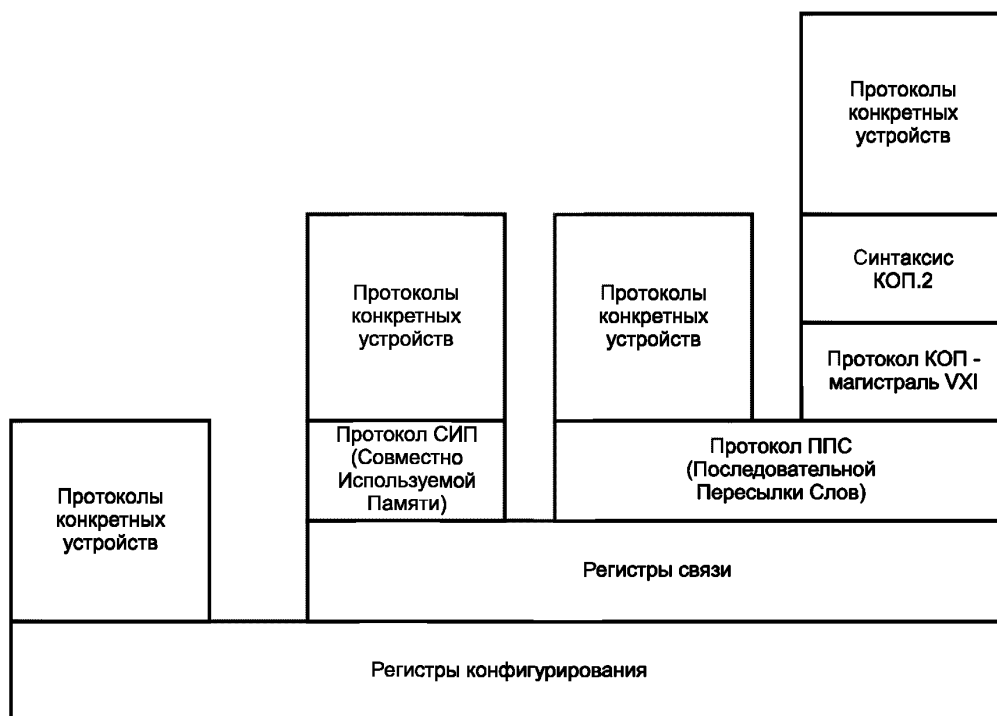 Протоколы
конкретных
устройств
Синтаксис
КОП.2
Протокол КОП -
магистраль VXI
Протоколы
конкретных
устройств
Протоколы
конкретных
устройств
Протокол СИП
(Совместно
Используемой
Памяти)
Протокол ППС
(Последовательной
Пересылки Слов)
Протоколы
конкретных
устройств
Регистры связи
Регистры конфигурирования